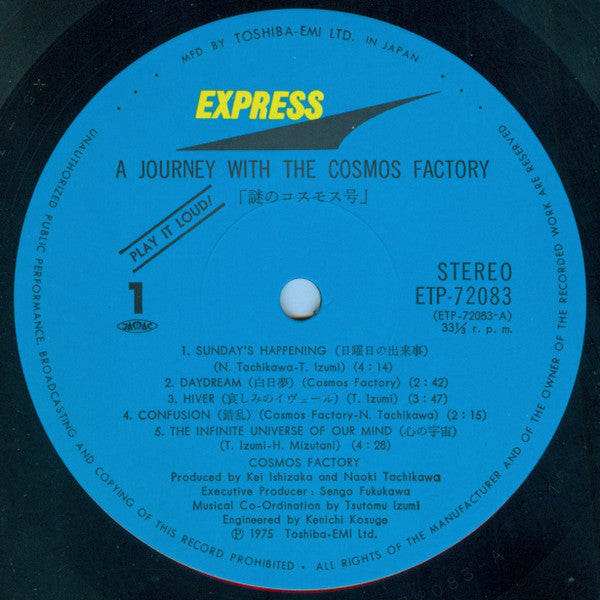 MFD. BY TOSHIBA-EMI LTD. IN JAPAN
EXPRESS
A JOURNEY WITH THE COSMOS FACTORY
「謎のコスモス号」
PLAY IT LOUD!
STEREO
ETP-72083
(ETP-72083-A)
33⅓ r. p. m.
1
JASRAC
1. SUNDAY'S HAPPENING (日曜日の出来事)
(N. Tachikawa-T. Izumi) (4:14)
2. DAYDREAM (白日夢) (Cosmos Factory) (2:42)
3. HIVER (哀しみのイヴェール) (T. Izumi) (3:47)
4. CONFUSION (錯乱) (Cosmos Factory-N. Tachikawa) (2:15)
5. THE INFINITE UNIVERSE OF OUR MIND (心の宇宙)
(T. Izumi-H. Mizutani) (4:28)
COSMOS FACTORY
Produced by Kei Ishizaka and Naoki Tachikawa
Executive Producer: Sengo Fukukawa
Musical Co-Ordination by Tsutomu Izumi
Engineered by Kenichi Kosuge
Ⓟ 1975 Toshiba-EMI Ltd.
UNAUTHORIZED PUBLIC PERFORMANCE, BROADCASTING AND COPYING OF THIS RECORD PROHIBITED • ALL RIGHTS OF THE MANUFACTURER AND OF THE OWNER OF THE RECORDED WORK ARE RESERVED